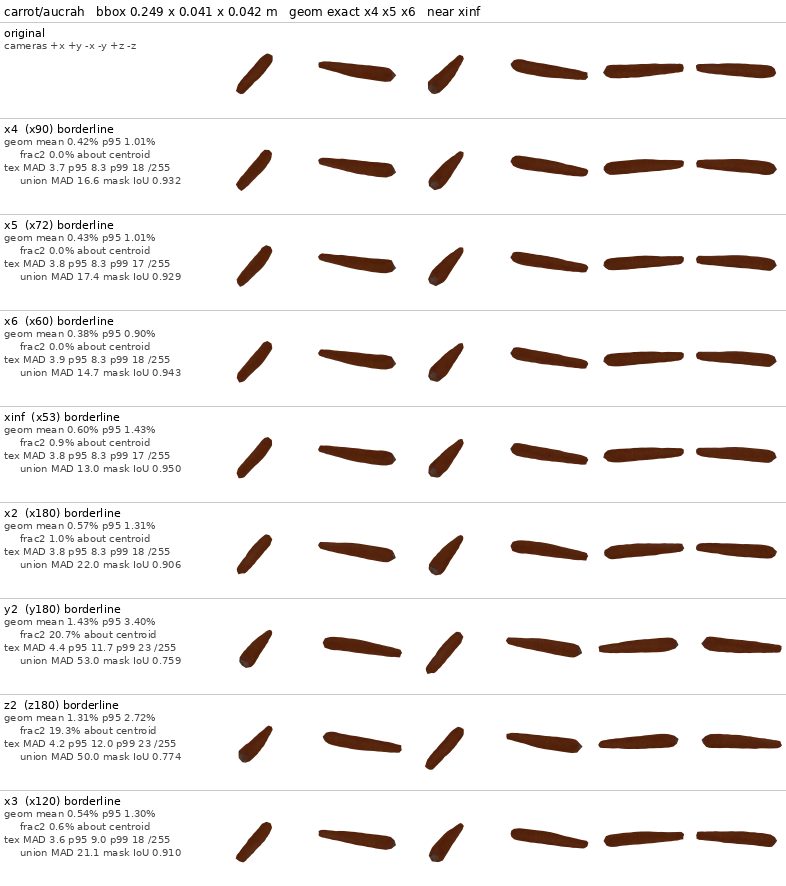 carrot/aucrah   bbox 0.249 x 0.041 x 0.042 m   geom exact x4 x5 x6   near xinf
original
cameras +x +y -x -y +z -z
x4  (x90) borderline
geom mean 0.42% p95 1.01%
frac2 0.0% about centroid
tex MAD 3.7 p95 8.3 p99 18 /255
union MAD 16.6 mask IoU 0.932
x5  (x72) borderline
geom mean 0.43% p95 1.01%
frac2 0.0% about centroid
tex MAD 3.8 p95 8.3 p99 17 /255
union MAD 17.4 mask IoU 0.929
x6  (x60) borderline
geom mean 0.38% p95 0.90%
frac2 0.0% about centroid
tex MAD 3.9 p95 8.3 p99 18 /255
union MAD 14.7 mask IoU 0.943
xinf  (x53) borderline
geom mean 0.60% p95 1.43%
frac2 0.9% about centroid
tex MAD 3.8 p95 8.3 p99 17 /255
union MAD 13.0 mask IoU 0.950
x2  (x180) borderline
geom mean 0.57% p95 1.31%
frac2 1.0% about centroid
tex MAD 3.8 p95 8.3 p99 18 /255
union MAD 22.0 mask IoU 0.906
y2  (y180) borderline
geom mean 1.43% p95 3.40%
frac2 20.7% about centroid
tex MAD 4.4 p95 11.7 p99 23 /255
union MAD 53.0 mask IoU 0.759
z2  (z180) borderline
geom mean 1.31% p95 2.72%
frac2 19.3% about centroid
tex MAD 4.2 p95 12.0 p99 23 /255
union MAD 50.0 mask IoU 0.774
x3  (x120) borderline
geom mean 0.54% p95 1.30%
frac2 0.6% about centroid
tex MAD 3.6 p95 9.0 p99 18 /255
union MAD 21.1 mask IoU 0.910